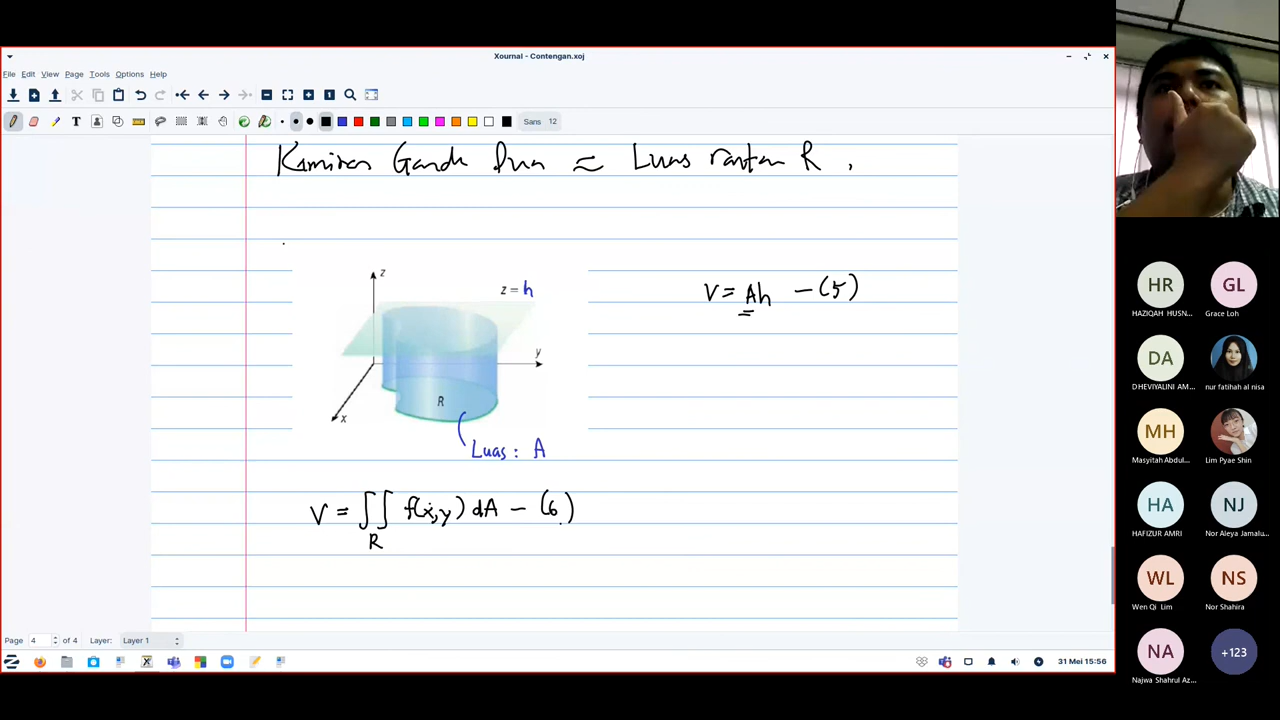 Xournal - Contengan.xoj
File Edit View Page Tools Options Help
Sans 12
Kamiran Ganda Dua ≈ Luas rantau R.
z
z = h
y
R
x
Luas : A
V = Ah – (5)
V = ∫∫ f(x,y) dA – (6)
R
Page 4 of 4 Layer: Layer 1
31 Mei 15:56
HR GL
HAZIQAH HUSN... Grace Loh
DA
DHEVIYALINI AM... nur fatihah al nisa
MH
Masyitah Abdul... Lim Pyae Shin
HA NJ
HAFIZUR AMRI Nor Aleya Jamalu...
WL NS
Wen Qi Lim Nor Shahira
NA +123
Najwa Shahrul Az...